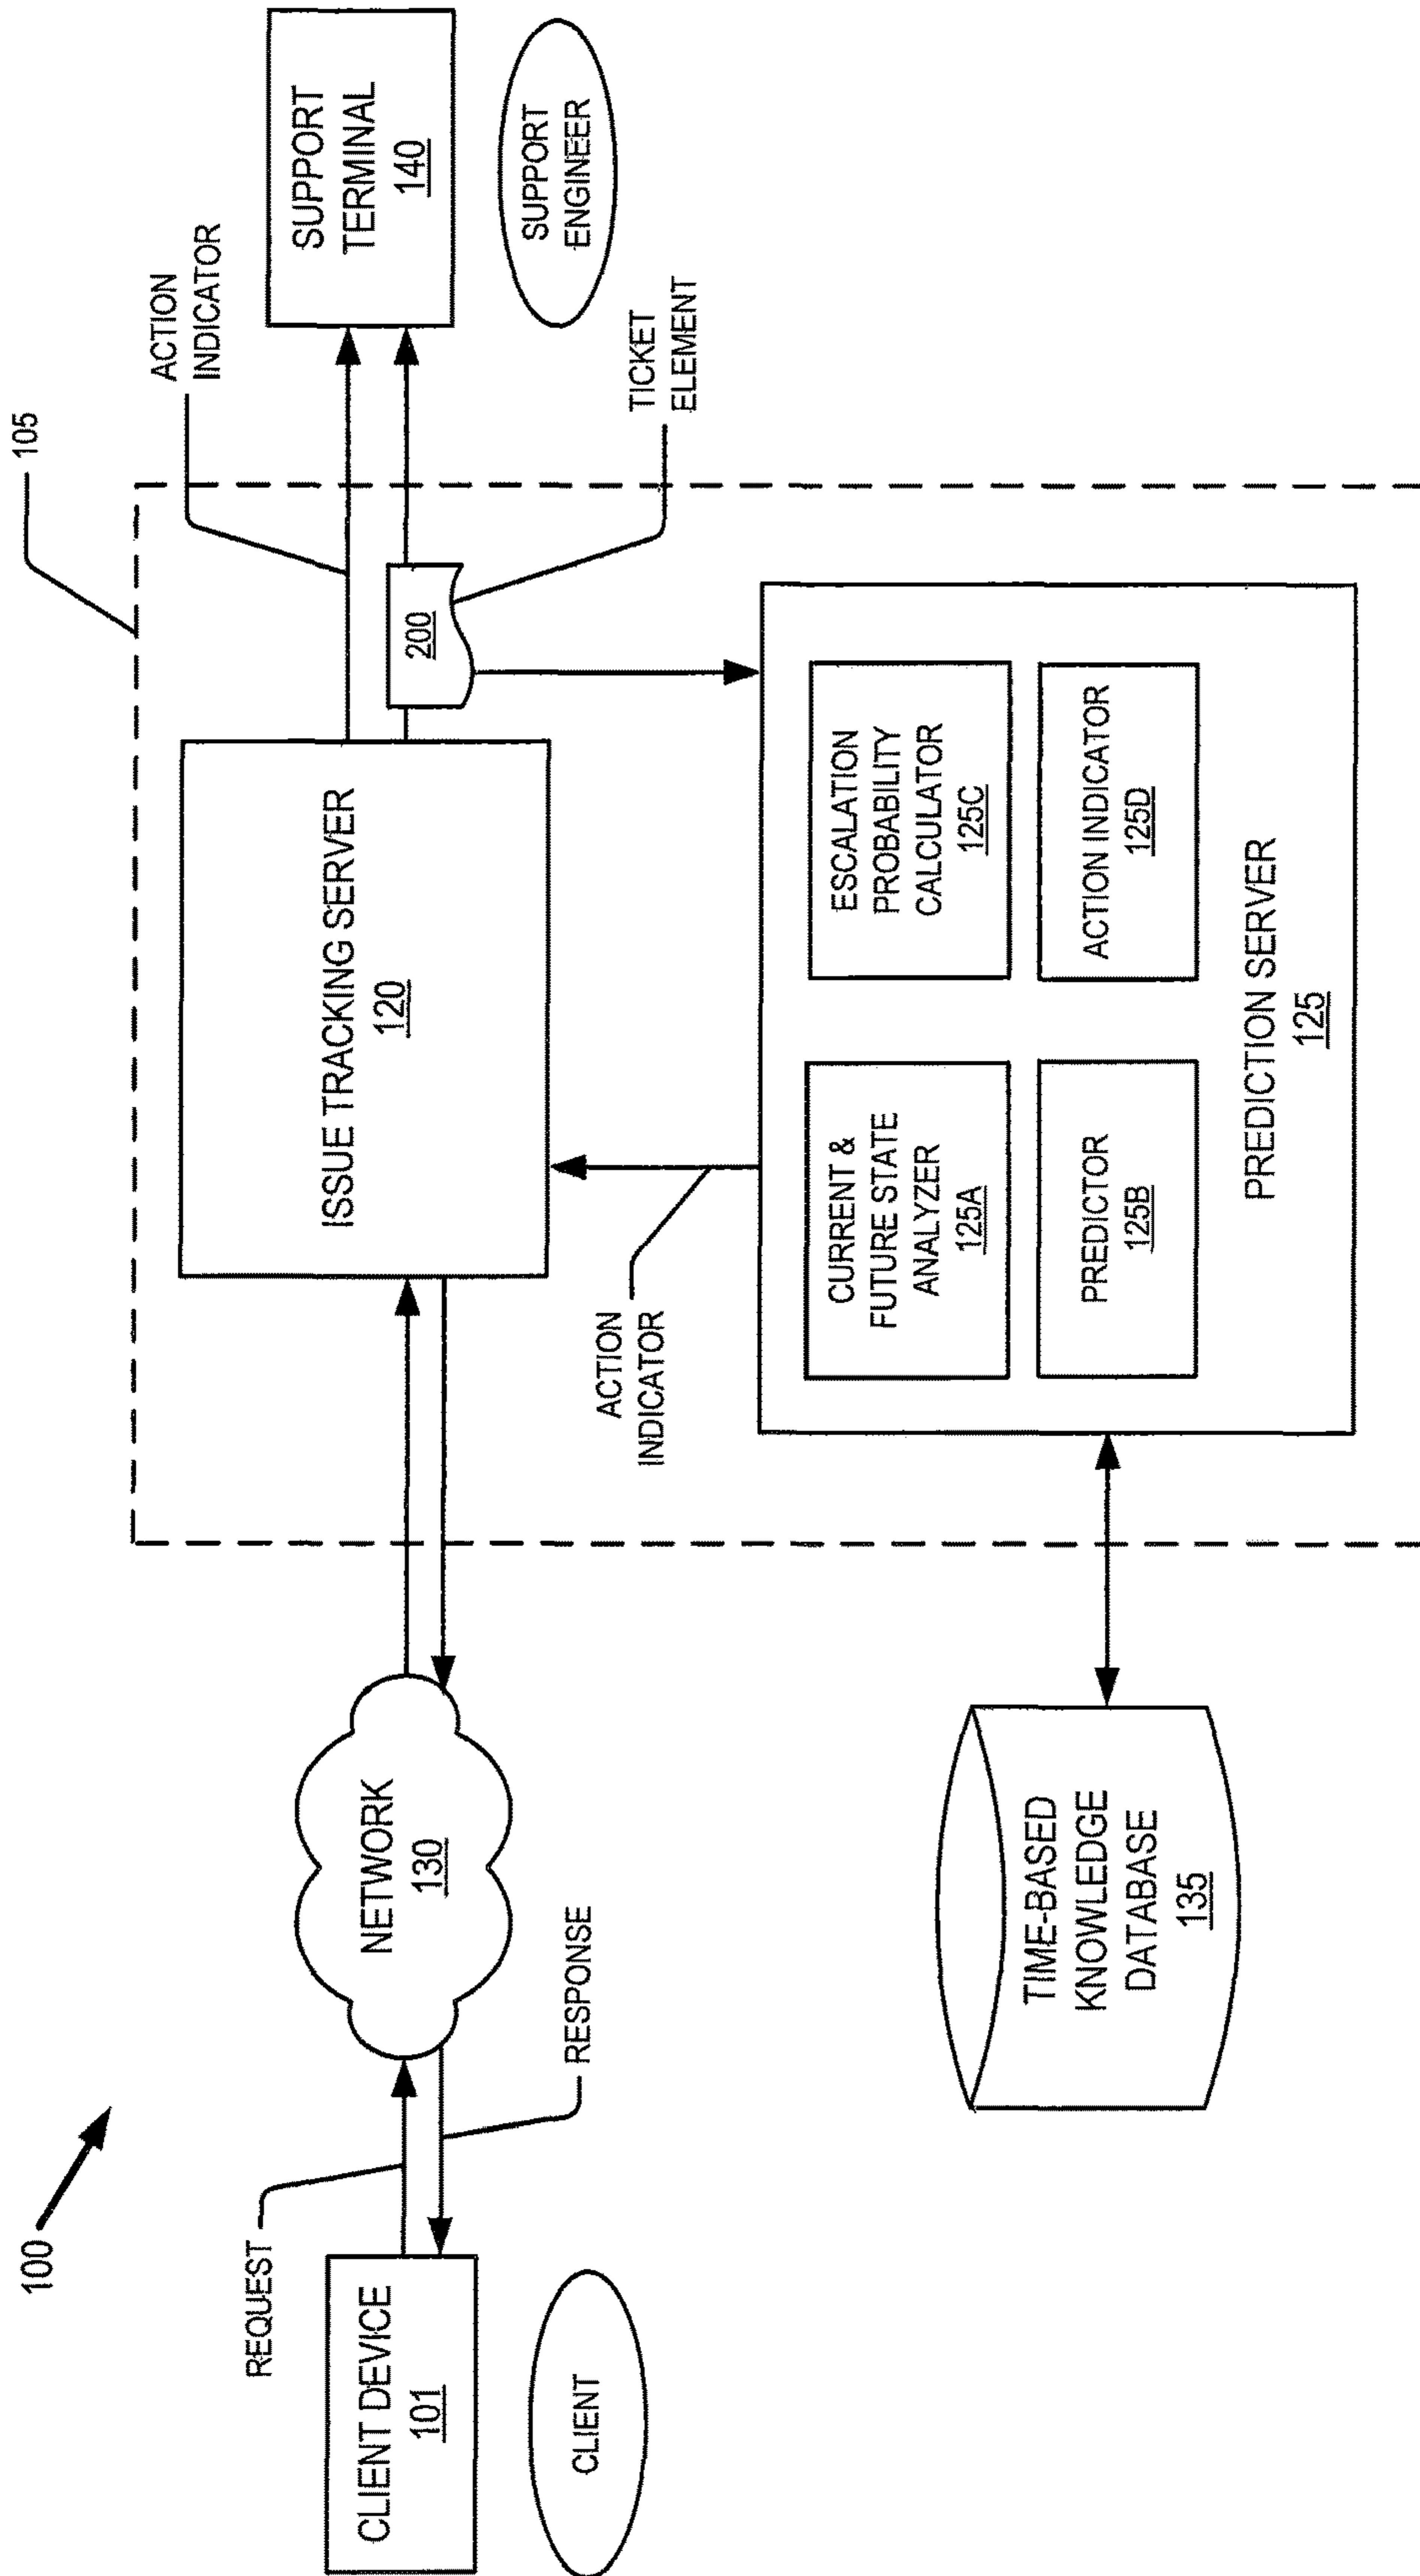 100
105
REQUEST
CLIENT DEVICE
101
CLIENT
RESPONSE
NETWORK
130
ISSUE TRACKING SERVER
120
ACTION
INDICATOR
200
TICKET
ELEMENT
SUPPORT
TERMINAL
140
SUPPORT
ENGINEER
ACTION
INDICATOR
TIME-BASED
KNOWLEDGE
DATABASE
135
CURRENT &
FUTURE STATE
ANALYZER
125A
ESCALATION
PROBABILITY
CALCULATOR
125C
PREDICTOR
125B
ACTION INDICATOR
125D
PREDICTION SERVER
125